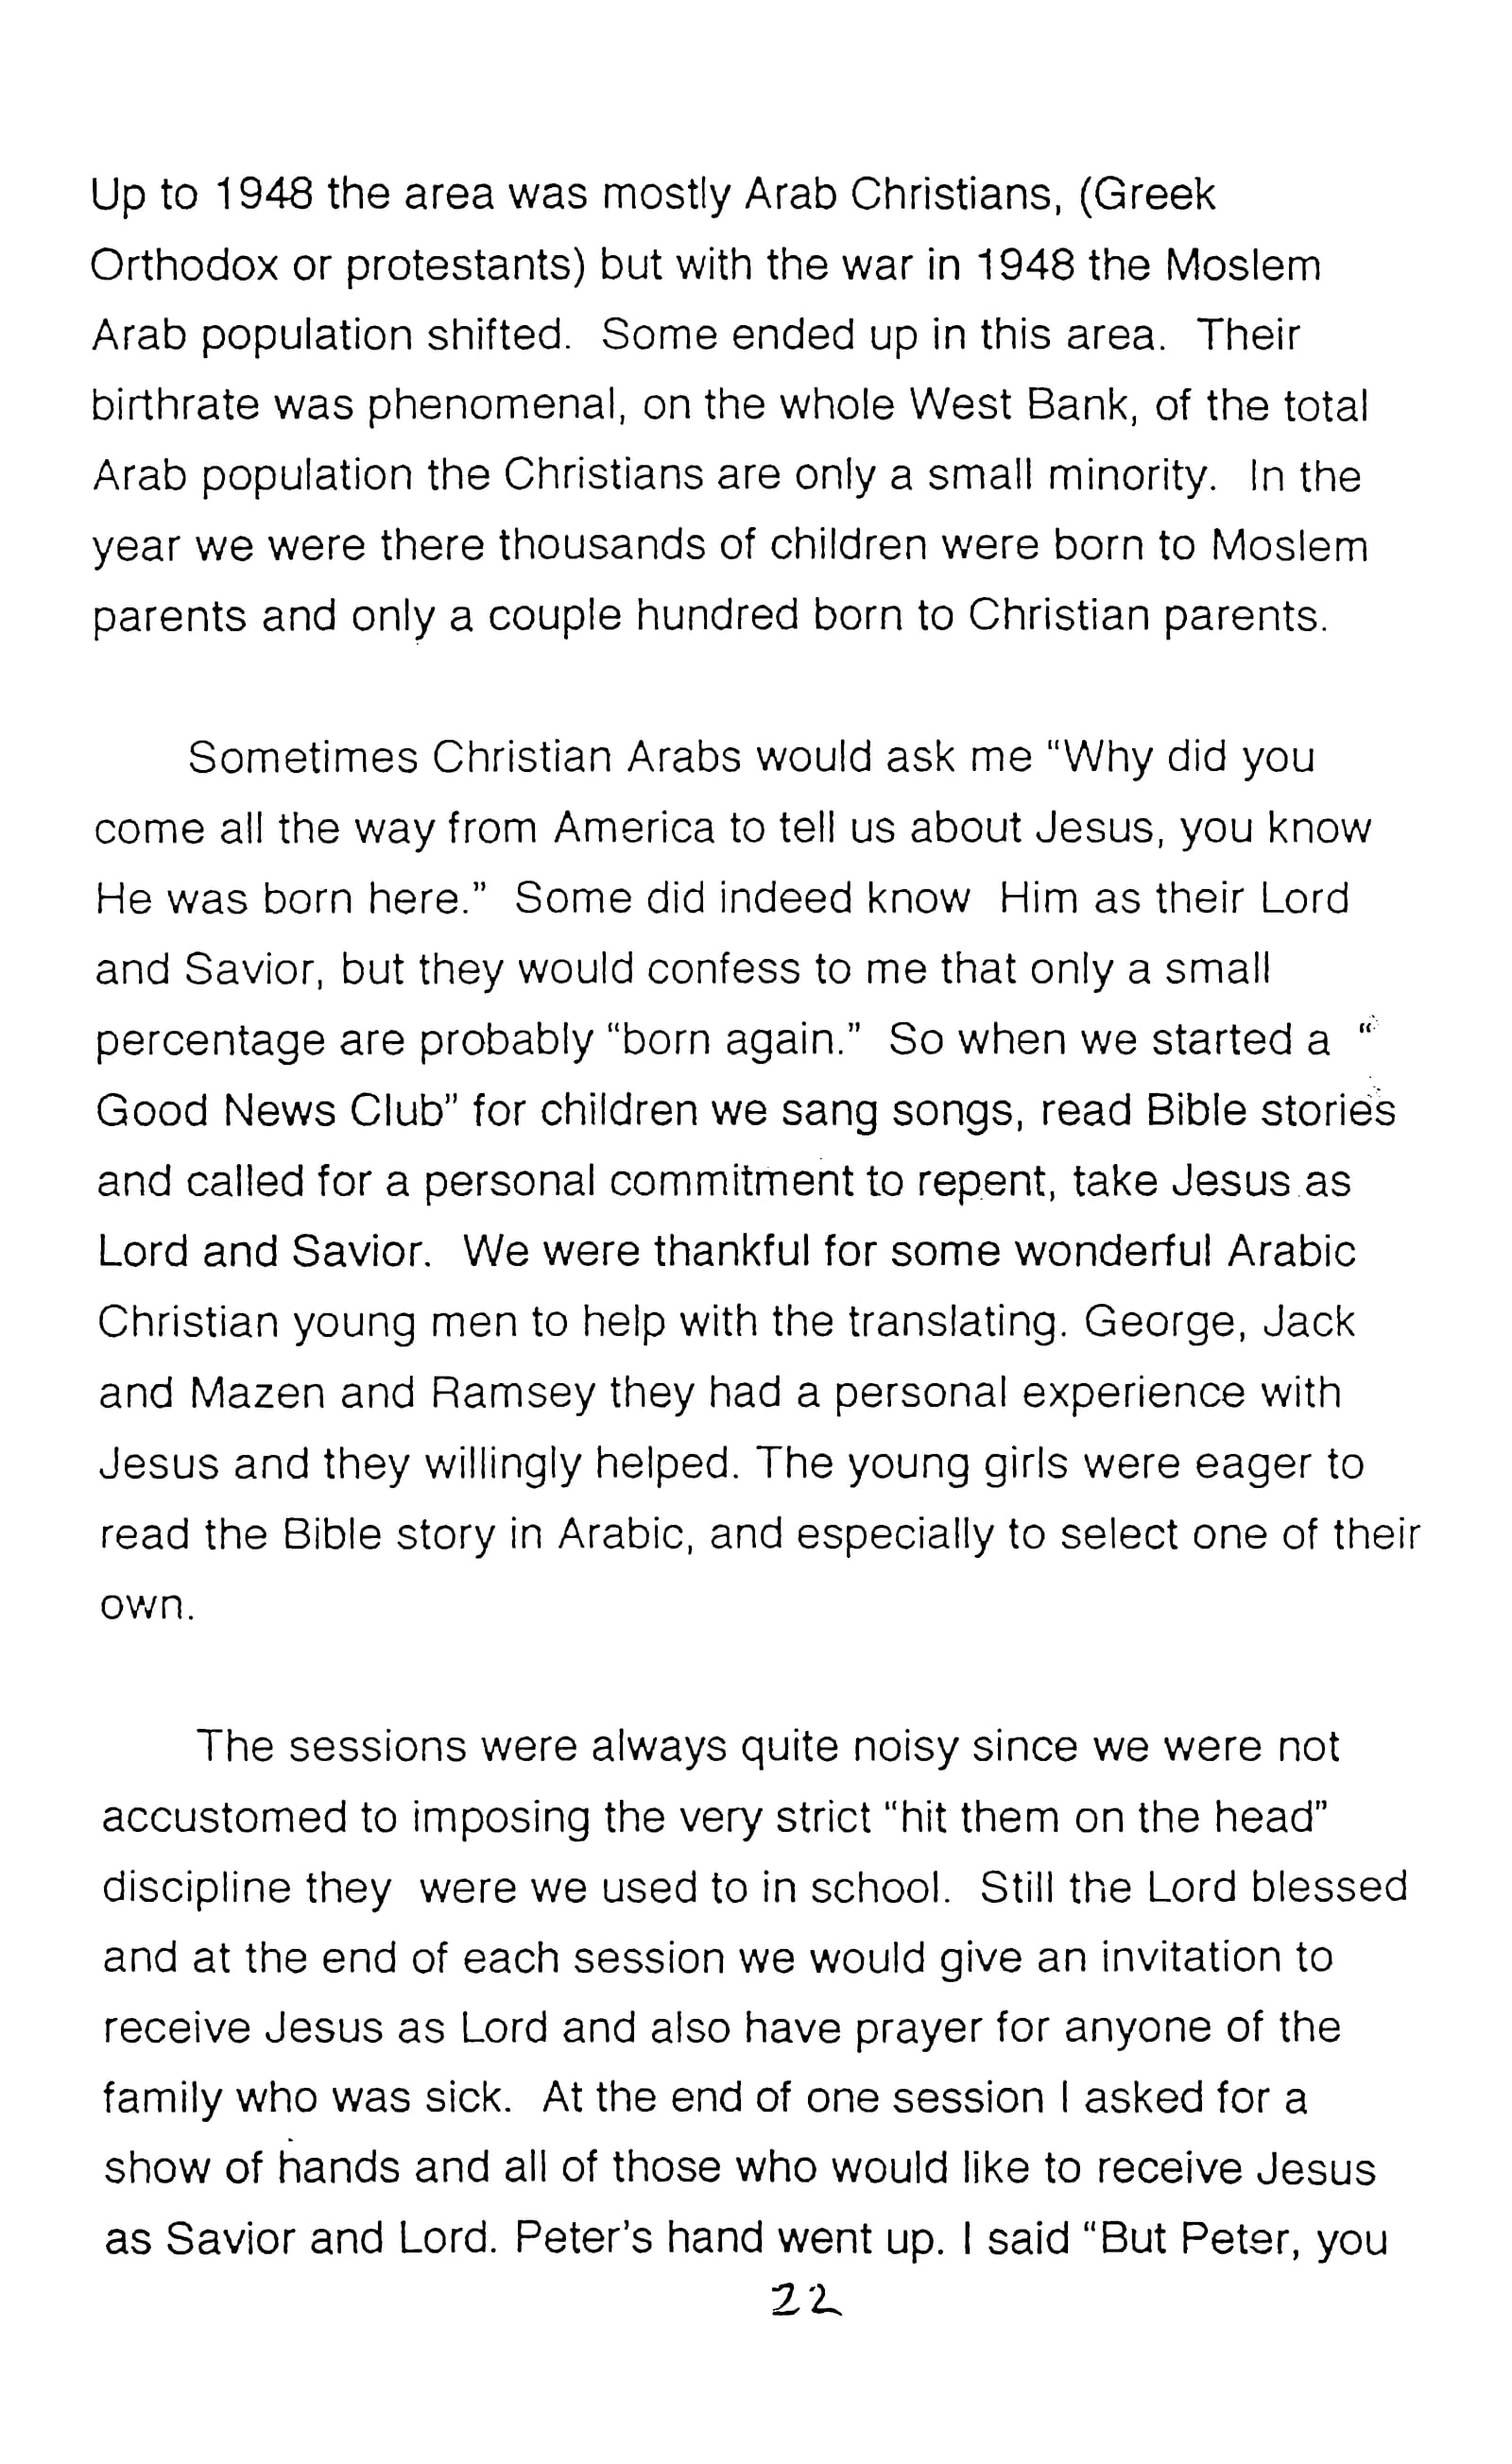 Up to 1948 the area was mostly Arab Christians, (Greek
Orthodox or protestants) but with the war in 1948 the Moslem
Arab population shifted. Some ended up in this area. Their
birthrate was phenomenal, on the whole West Bank, of the total
Arab population the Christians are only a small minority. In the
year we were there thousands of children were born to Moslem
parents and only a couple hundred born to Christian parents.
Sometimes Christian Arabs would ask me “Why did you
come all the way from America to tell us about Jesus, you know
He was born here.” Some did indeed know Him as their Lord
and Savior, but they would confess to me that only a small
percentage are probably “born again.” So when we started a “
Good News Club” for children we sang songs, read Bible stories
and called for a personal commitment to repent, take Jesus as
Lord and Savior. We were thankful for some wonderful Arabic
Christian young men to help with the translating. George, Jack
and Mazen and Ramsey they had a personal experience with
Jesus and they willingly helped. The young girls were eager to
read the Bible story in Arabic, and especially to select one of their
own.
The sessions were always quite noisy since we were not
accustomed to imposing the very strict “hit them on the head”
discipline they were we used to in school. Still the Lord blessed
and at the end of each session we would give an invitation to
receive Jesus as Lord and also have prayer for anyone of the
family who was sick. At the end of one session I asked for a
show of hands and all of those who would like to receive Jesus
as Savior and Lord. Peter’s hand went up. I said “But Peter, you
22